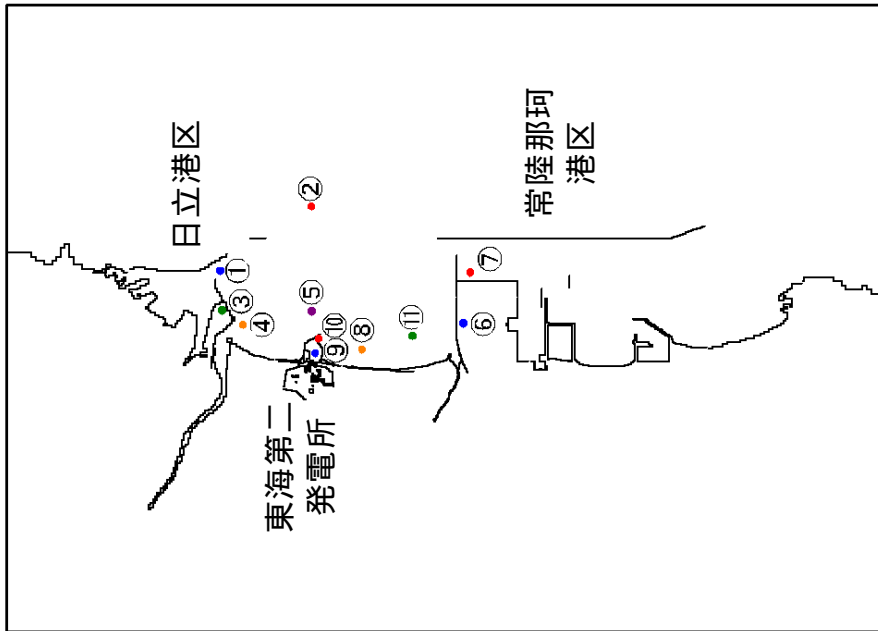 日立港区
①
③
④
東海第二
発電所
②
⑤
⑩
⑨
⑧
⑪
⑥
⑦
常陸那珂
港区